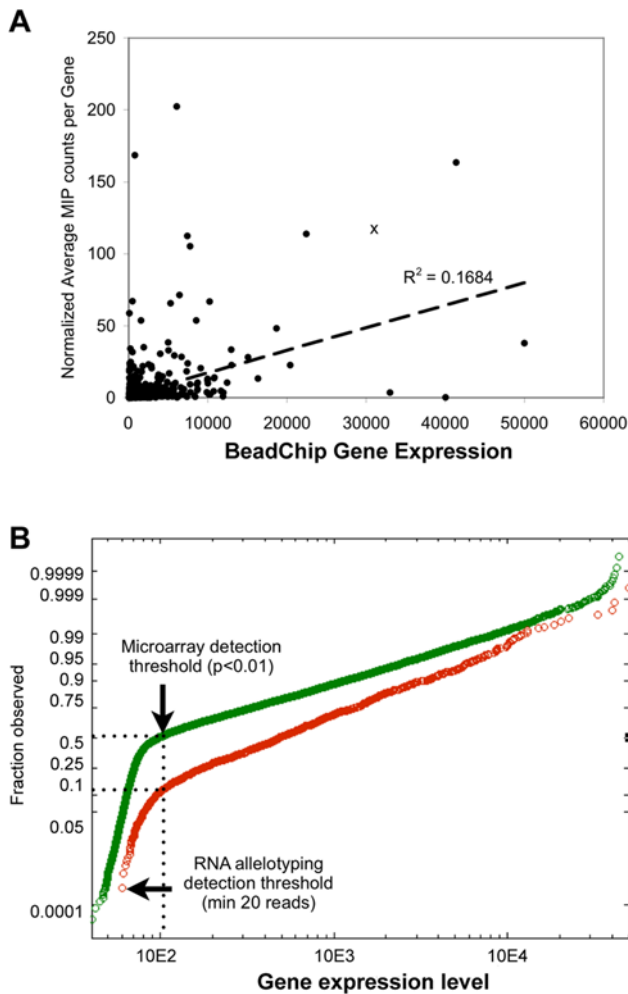 A
Normalized Average MIP counts per Gene
250
200
150
100
50
0
x
R² = 0.1684
0 10000 20000 30000 40000 50000 60000
BeadChip Gene Expression
B
Fraction observed
0.9999
0.999
0.99
0.95
0.9
0.75
0.5
0.25
0.1
0.05
0.0001
Microarray detection
threshold (p<0.01)
RNA allelotyping
detection threshold
(min 20 reads)
10E2 10E3 10E4
Gene expression level